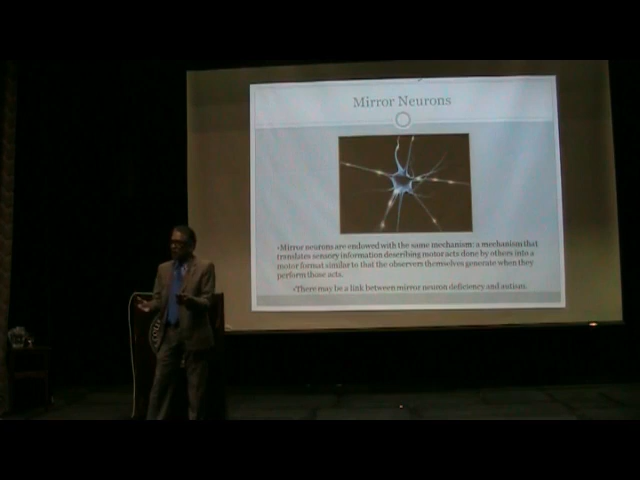 Mirror Neurons
•Mirror neurons are endowed with the same mechanism: a mechanism that
translates sensory information describing motor acts done by others into a
motor format similar to that the observers themselves generate when they
perform those acts.
•There may be a link between mirror neuron deficiency and autism.